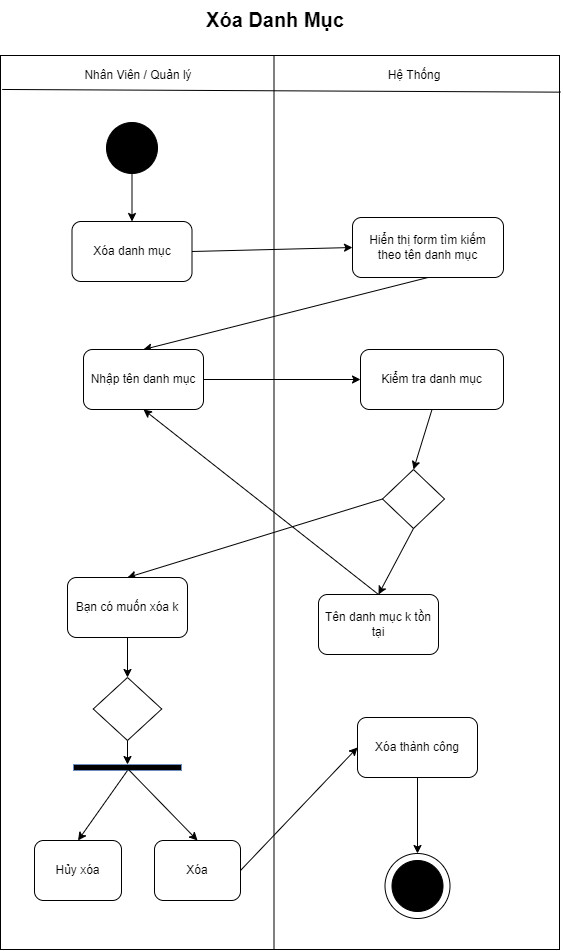 Xóa Danh Mục
Nhân Viên / Quản lý
Hệ Thống
Xóa danh mục
Hiển thị form tìm kiếm
theo tên danh mục
Nhập tên danh mục
Kiểm tra danh mục
Bạn có muốn xóa k
Tên danh mục k tồn
tại
Xóa thành công
Hủy xóa
Xóa